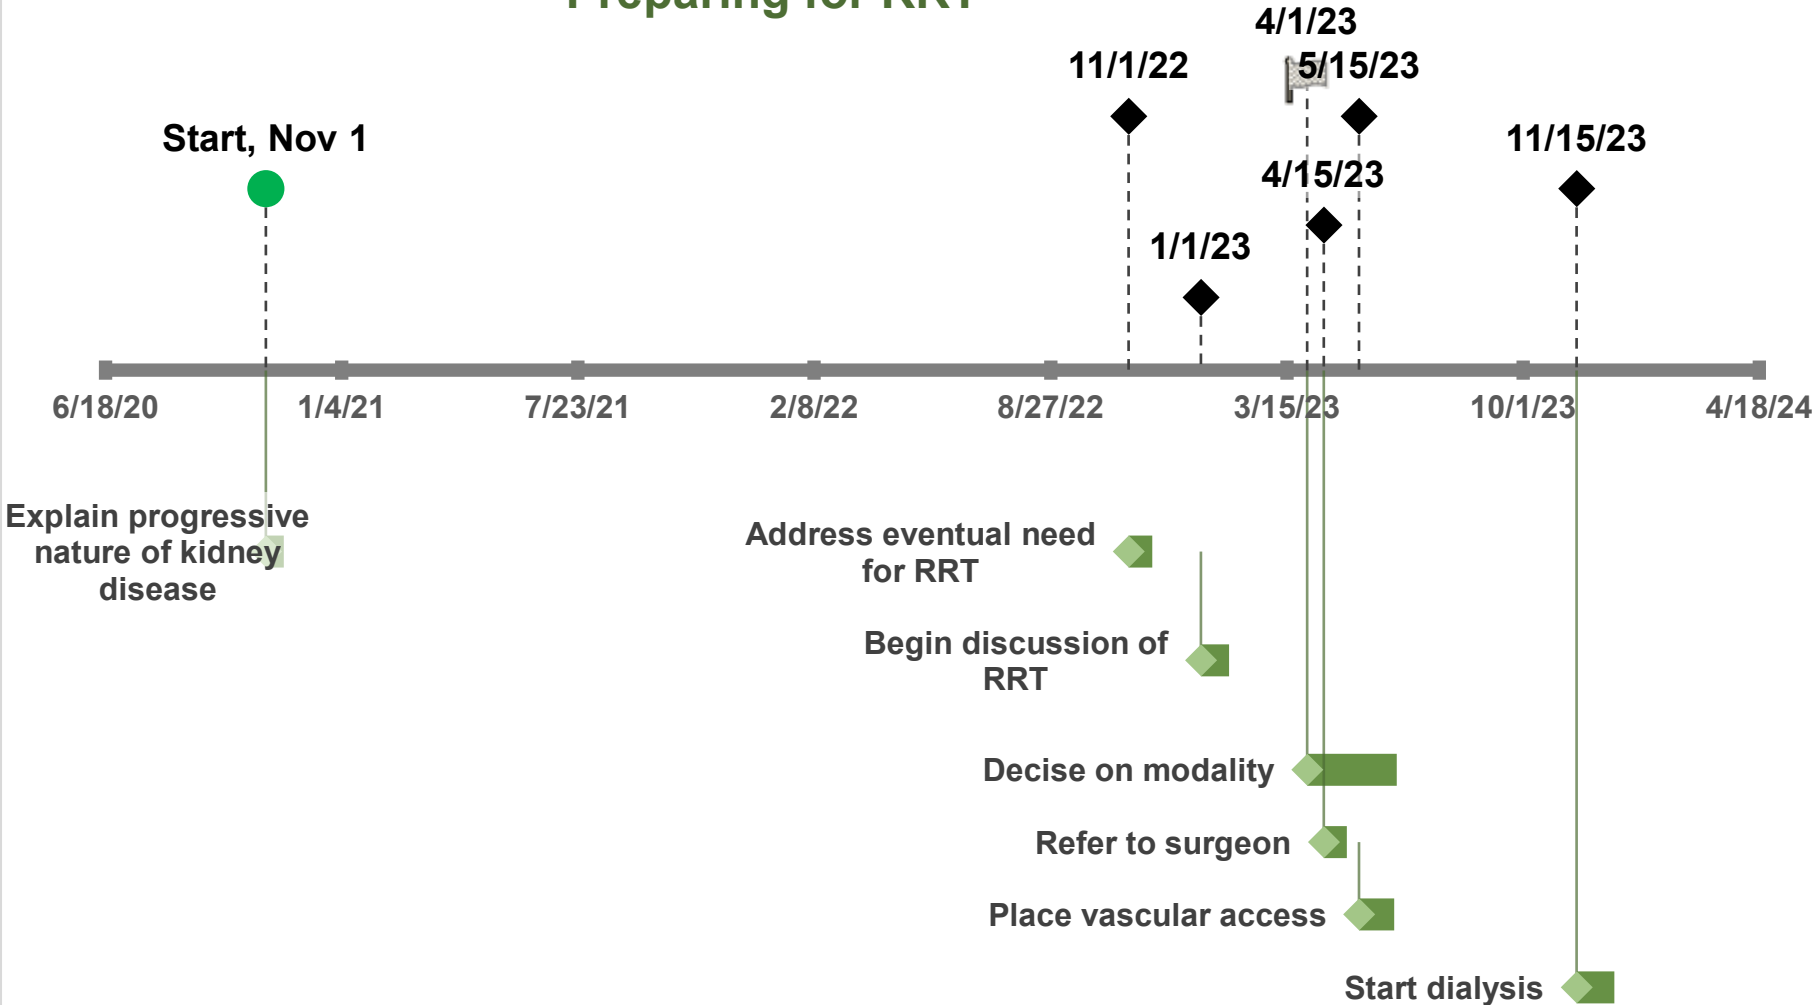 Preparing for RRT
4/1/23
11/1/22
5/15/23
Start, Nov 1
11/15/23
4/15/23
1/1/23
6/18/20
1/4/21
7/23/21
2/8/22
8/27/22
3/15/23
10/1/23
4/18/24
Explain progressive
nature of kidney
disease
Address eventual need
for RRT
Begin discussion of
RRT
Decise on modality
Refer to surgeon
Place vascular access
Start dialysis